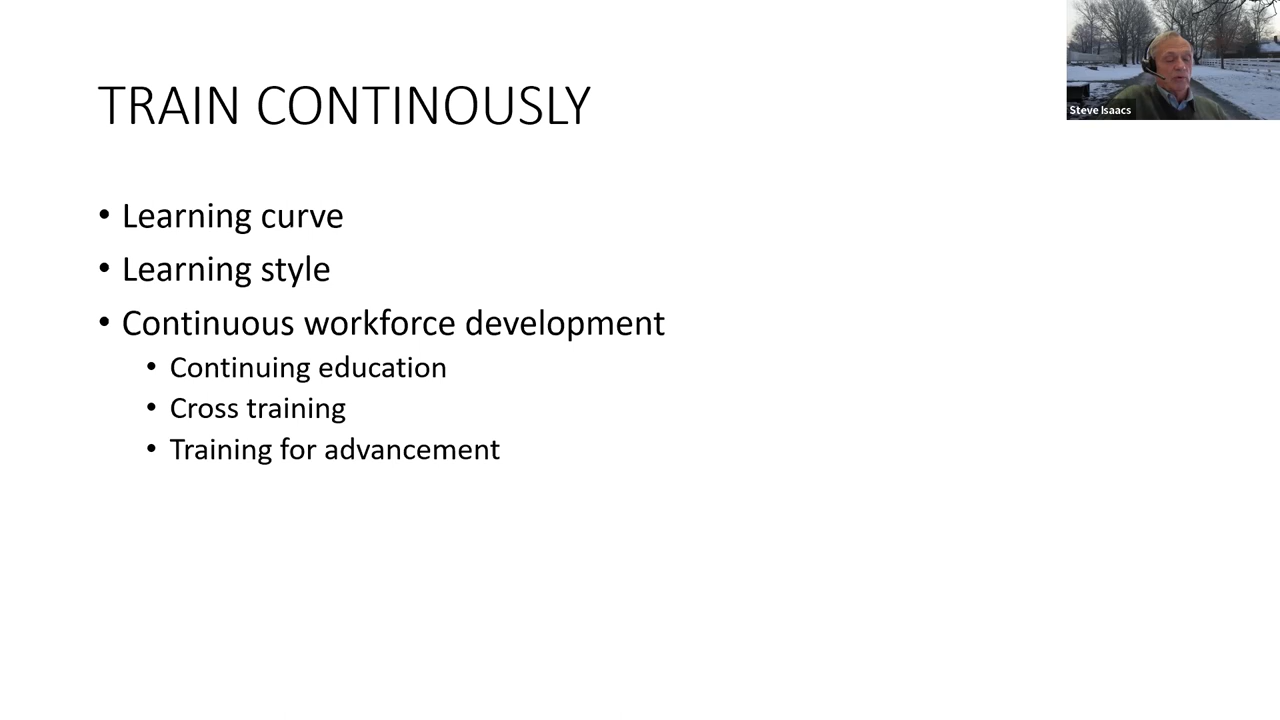 TRAIN CONTINOUSLY
Steve Isaacs
• Learning curve
• Learning style
• Continuous workforce development
• Continuing education
• Cross training
• Training for advancement